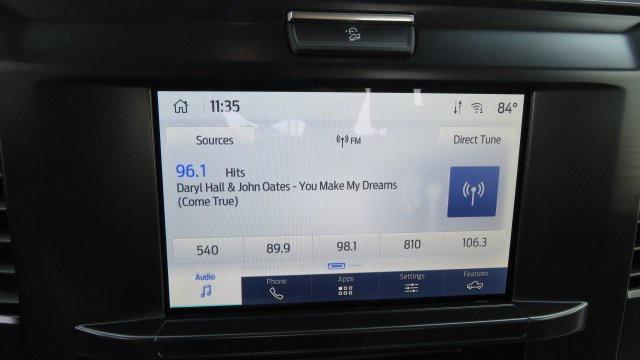 11:35 84°
Sources FM Direct Tune
96.1 Hits
Daryl Hall & John Oates - You Make My Dreams
(Come True)
540 89.9 98.1 810 106.3
Audio Phone Apps Settings Features